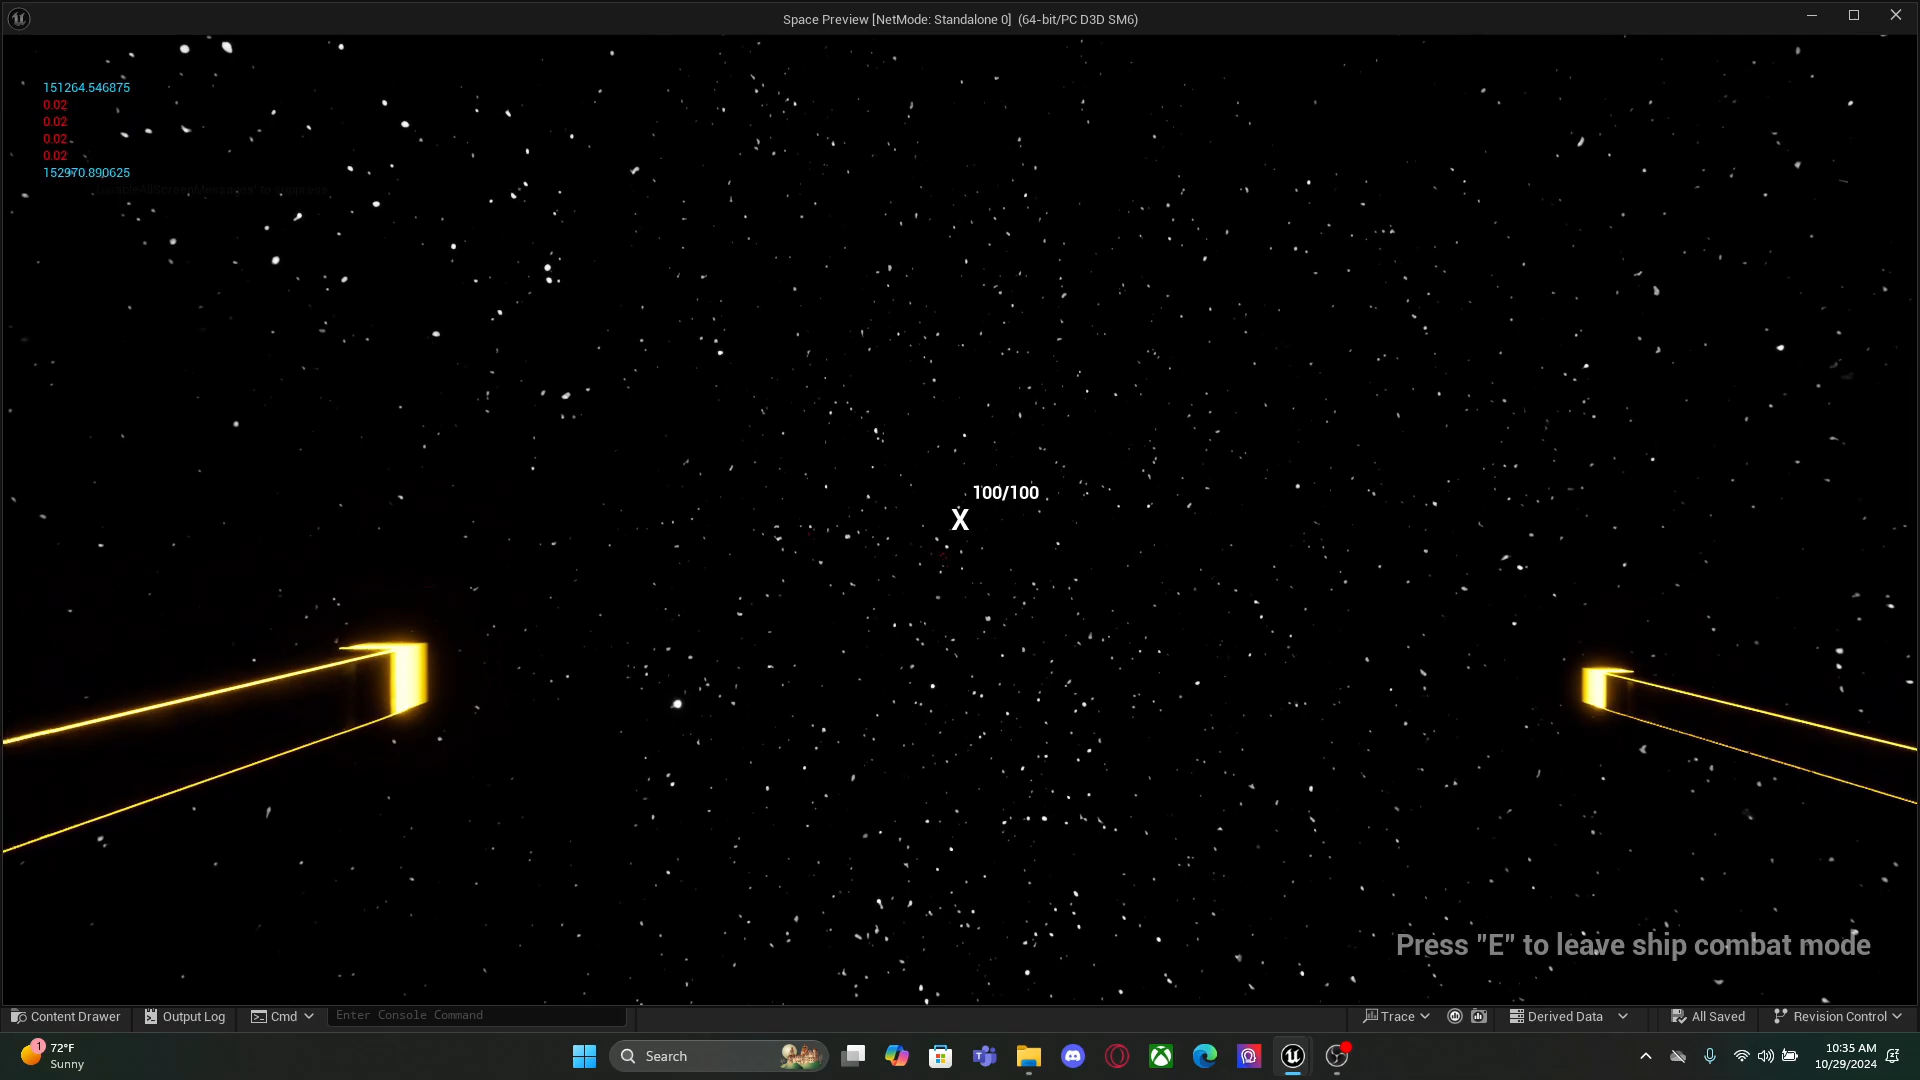 Space Preview [NetMode: Standalone 0] (64-bit/PC D3D SM6)
151264.546875
0.02
0.02
0.02
0.02
152970.890625
100/100
X
Press "E" to leave ship combat mode
Content Drawer
Output Log
Cmd
Enter Console Command
Trace
Derived Data
All Saved
Revision Control
1
72°F
Sunny
Search
10:35 AM
10/29/2024